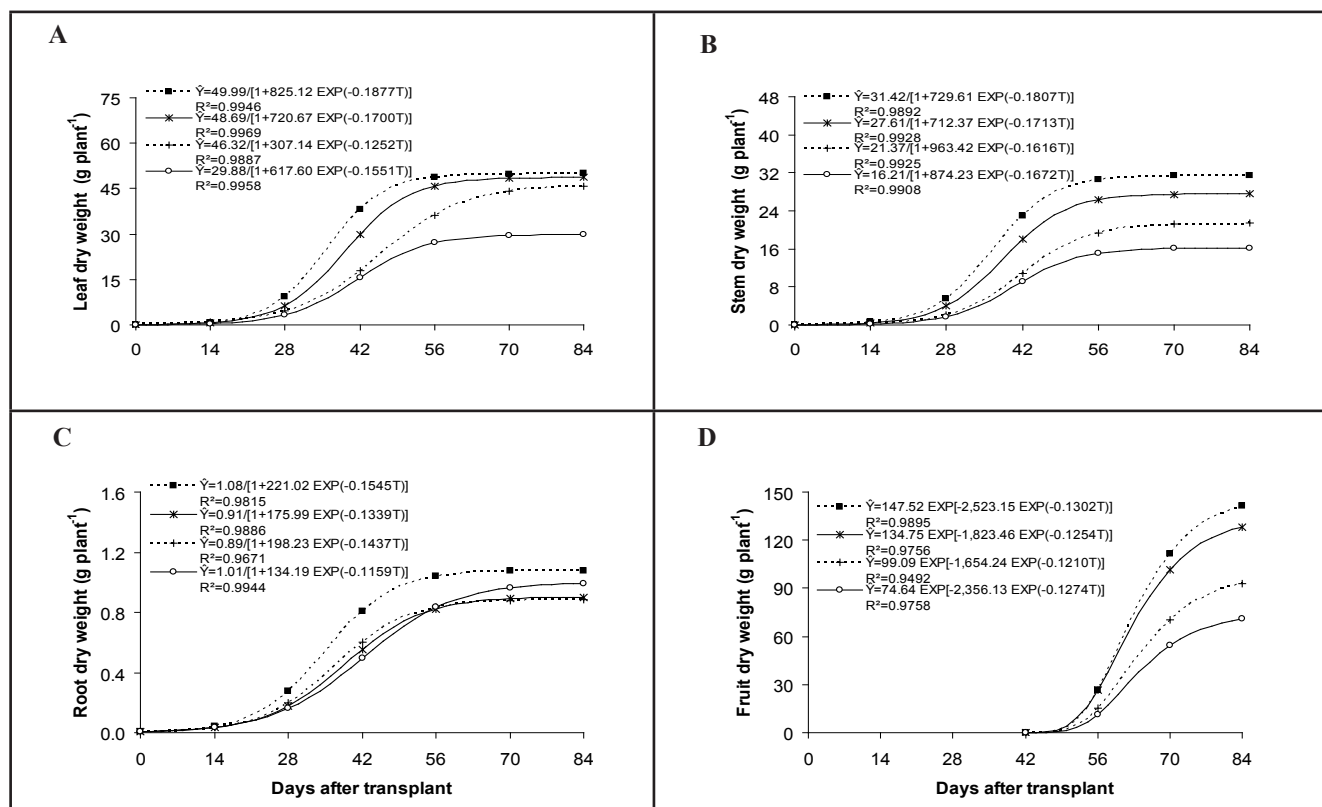 A
Ŷ=49.99/[1+825.12 EXP(-0.1877T)]
R²=0.9946
Ŷ=48.69/[1+720.67 EXP(-0.1700T)]
R²=0.9969
Ŷ=46.32/[1+307.14 EXP(-0.1252T)]
R²=0.9887
Ŷ=29.88/[1+617.60 EXP(-0.1551T)]
R²=0.9958
75
60
45
30
15
0
Leaf dry weight (g plant⁻¹)
0 14 28 42 56 70 84
B
Ŷ=31.42/[1+729.61 EXP(-0.1807T)]
R²=0.9892
Ŷ=27.61/[1+712.37 EXP(-0.1713T)]
R²=0.9928
Ŷ=21.37/[1+963.42 EXP(-0.1616T)]
R²=0.9925
Ŷ=16.21/[1+874.23 EXP(-0.1672T)]
R²=0.9908
48
40
32
24
16
8
0
Stem dry weight (g plant⁻¹)
0 14 28 42 56 70 84
C
Ŷ=1.08/[1+221.02 EXP(-0.1545T)]
R²=0.9815
Ŷ=0.91/[1+175.99 EXP(-0.1339T)]
R²=0.9886
Ŷ=0.89/[1+198.23 EXP(-0.1437T)]
R²=0.9671
Ŷ=1.01/[1+134.19 EXP(-0.1159T)]
R²=0.9944
1.6
1.2
0.8
0.4
0.0
Root dry weight (g plant⁻¹)
0 14 28 42 56 70 84
Days after transplant
D
Ŷ=147.52 EXP[-2,523.15 EXP(-0.1302T)]
R²=0.9895
Ŷ=134.75 EXP[-1,823.46 EXP(-0.1254T)]
R²=0.9756
Ŷ=99.09 EXP[-1,654.24 EXP(-0.1210T)]
R²=0.9492
Ŷ=74.64 EXP[-2,356.13 EXP(-0.1274T)]
R²=0.9758
150
120
90
60
30
0
Fruit dry weight (g plant⁻¹)
0 14 28 42 56 70 84
Days after transplant